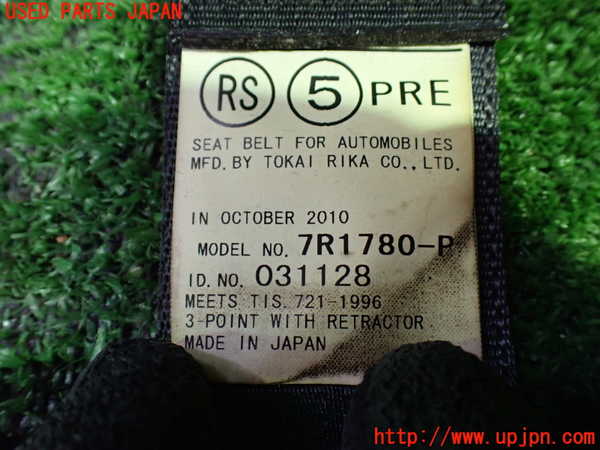 USED PARTS JAPAN
RS 5 PRE
SEAT BELT FOR AUTOMOBILES
MFD. BY TOKAI RIKA CO., LTD.
IN OCTOBER 2010
MODEL NO. 7R1780-P
ID. NO. 031128
MEETS TIS. 721-1996
3-POINT WITH RETRACTOR
MADE IN JAPAN
http://www.upjpn.com